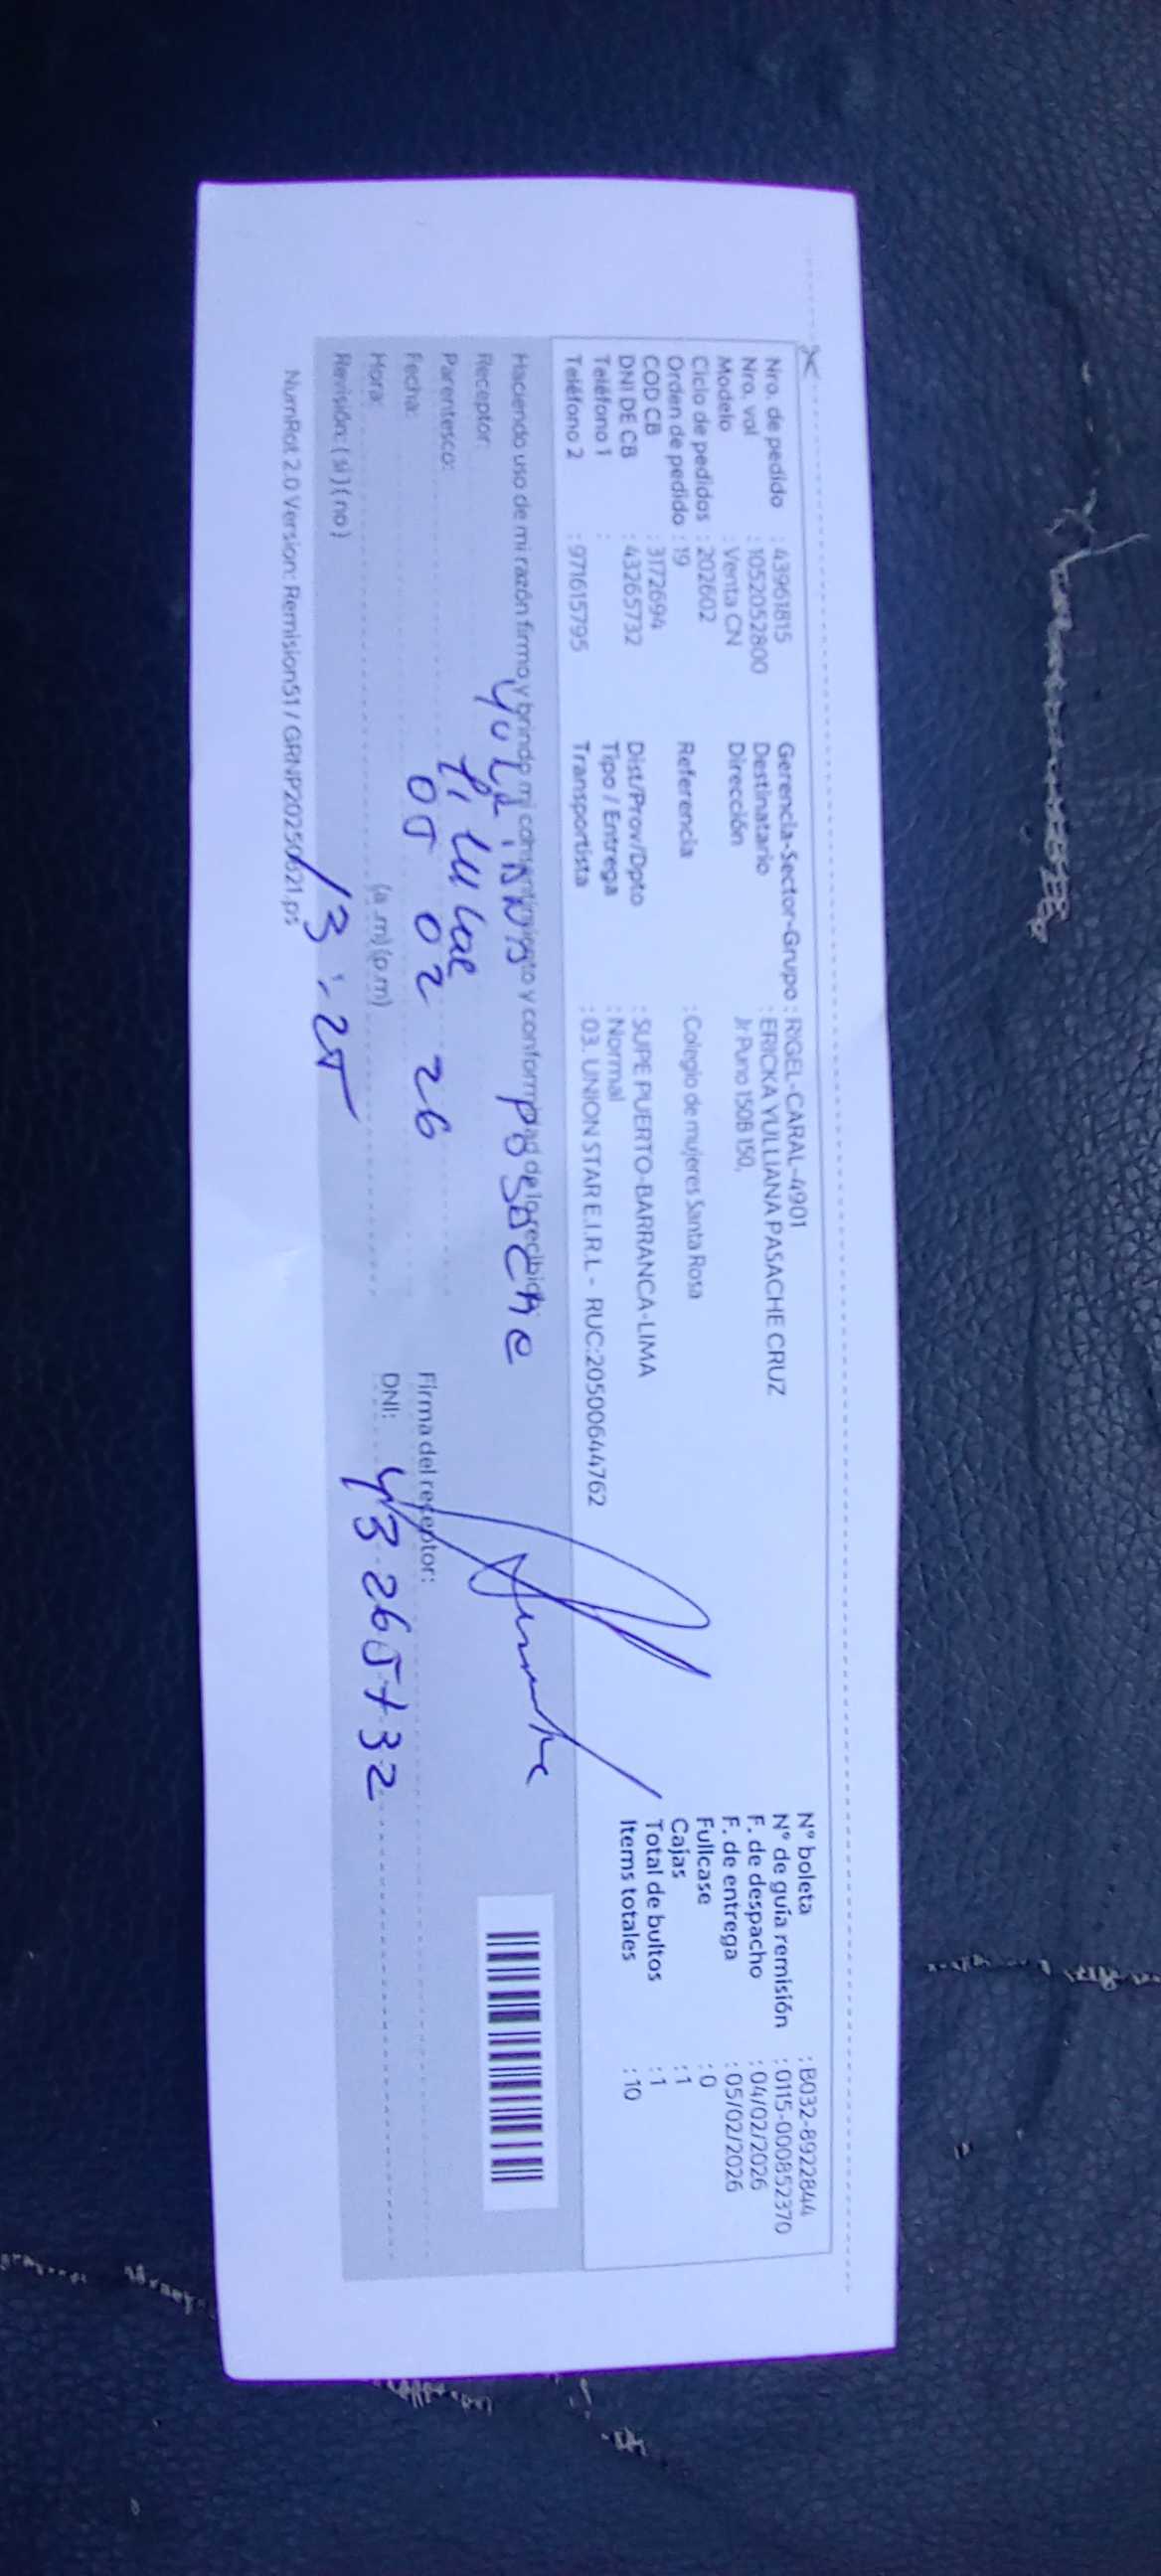 Nro. de pedido : 43961815
Nro. vol : 1052052800
Modelo : Venta CN
Ciclo de pedidos : 202602
Orden de pedido : 19
COD CB : 3172694
DNI DE CB : 43265732
Teléfono 1 :
Teléfono 2 : 971615795
Gerencia-Sector-Grupo : RIGEL-CARAL-4901
Destinatario : ERICKA YULLIANA PASACHE CRUZ
Dirección Jr Puno 150B 150,
Referencia : Colegio de mujeres Santa Rosa
Dist/Prov/Dpto : SUPE PUERTO-BARRANCA-LIMA
Tipo / Entrega : Normal
Transportista : 03. UNION STAR E.I.R.L - RUC:20500644762
N° boleta : B032-8922844
N° de guía remisión : 0115-000852370
F. de despacho : 04/02/2026
F. de entrega : 05/02/2026
Fullcase : 0
Cajas : 1
Total de bultos : 1
Items totales : 10
Haciendo uso de mi razón firmo y brindo mi consentimiento y conformidad de lo recibido
Receptor: Pasache
Parentesco: Titular
Fecha: 05 02 26
Hora: (a.m) (p.m) 13:25
Revisión: ( si ) ( no )
Firma del receptor:
DNI: 43265732
NumRot 2.0 Version: Remision51 / GRNP20250621.ps